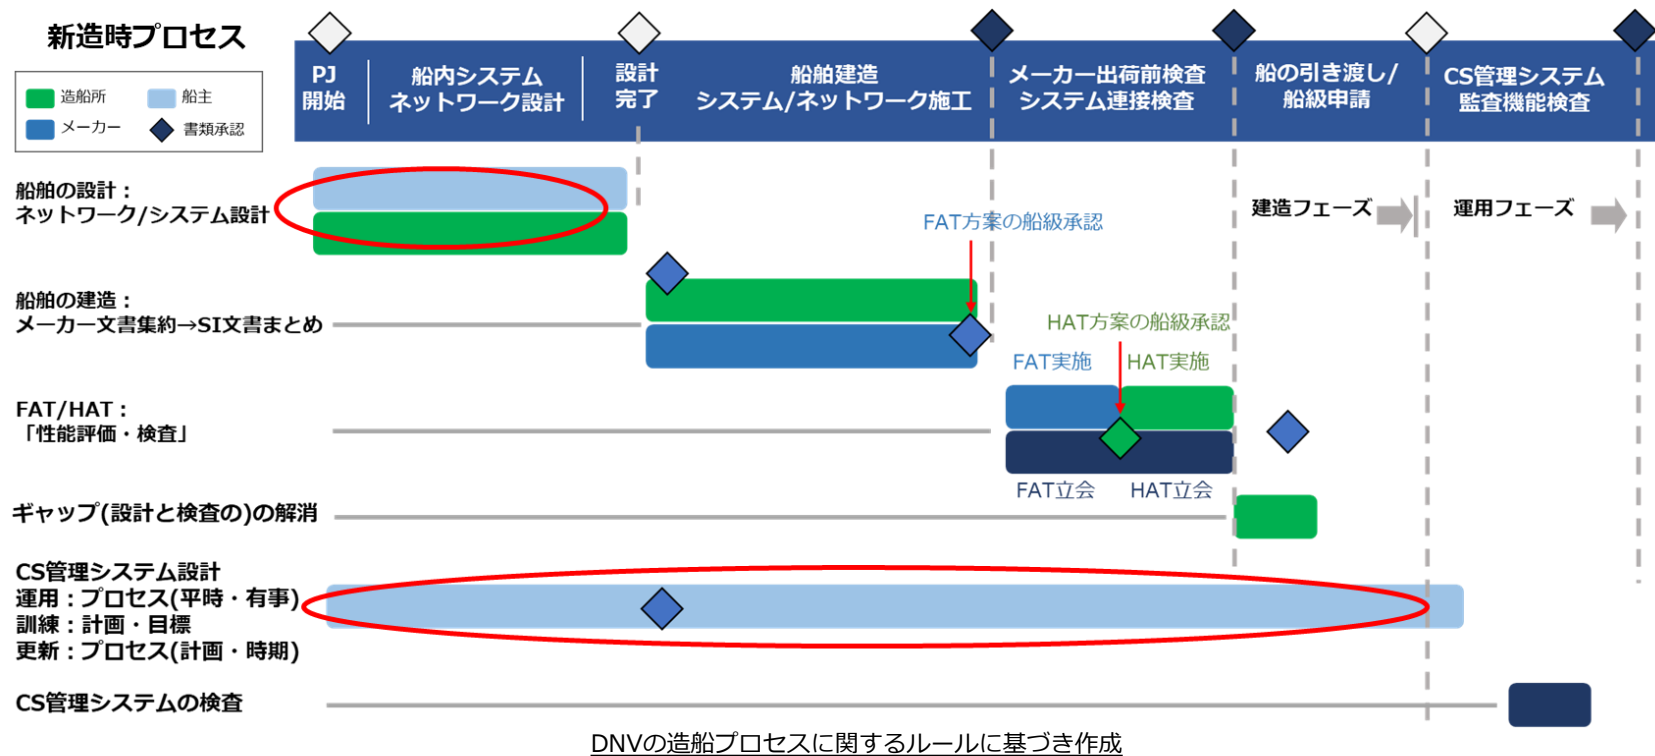 新造時プロセス
造船所
船主
メーカー
書類承認
PJ
開始
船内システム
ネットワーク設計
設計
完了
船舶建造
システム/ネットワーク施工
メーカー出荷前検査
システム連接検査
船の引き渡し/
船級申請
CS管理システム
監査機能検査
船舶の設計：
ネットワーク/システム設計
建造フェーズ
運用フェーズ
FAT方案の船級承認
船舶の建造：
メーカー文書集約→SI文書まとめ
HAT方案の船級承認
FAT実施
HAT実施
FAT/HAT：
「性能評価・検査」
FAT立会
HAT立会
ギャップ(設計と検査の)の解消
CS管理システム設計
運用：プロセス(平時・有事)
訓練：計画・目標
更新：プロセス(計画・時期)
CS管理システムの検査
DNVの造船プロセスに関するルールに基づき作成